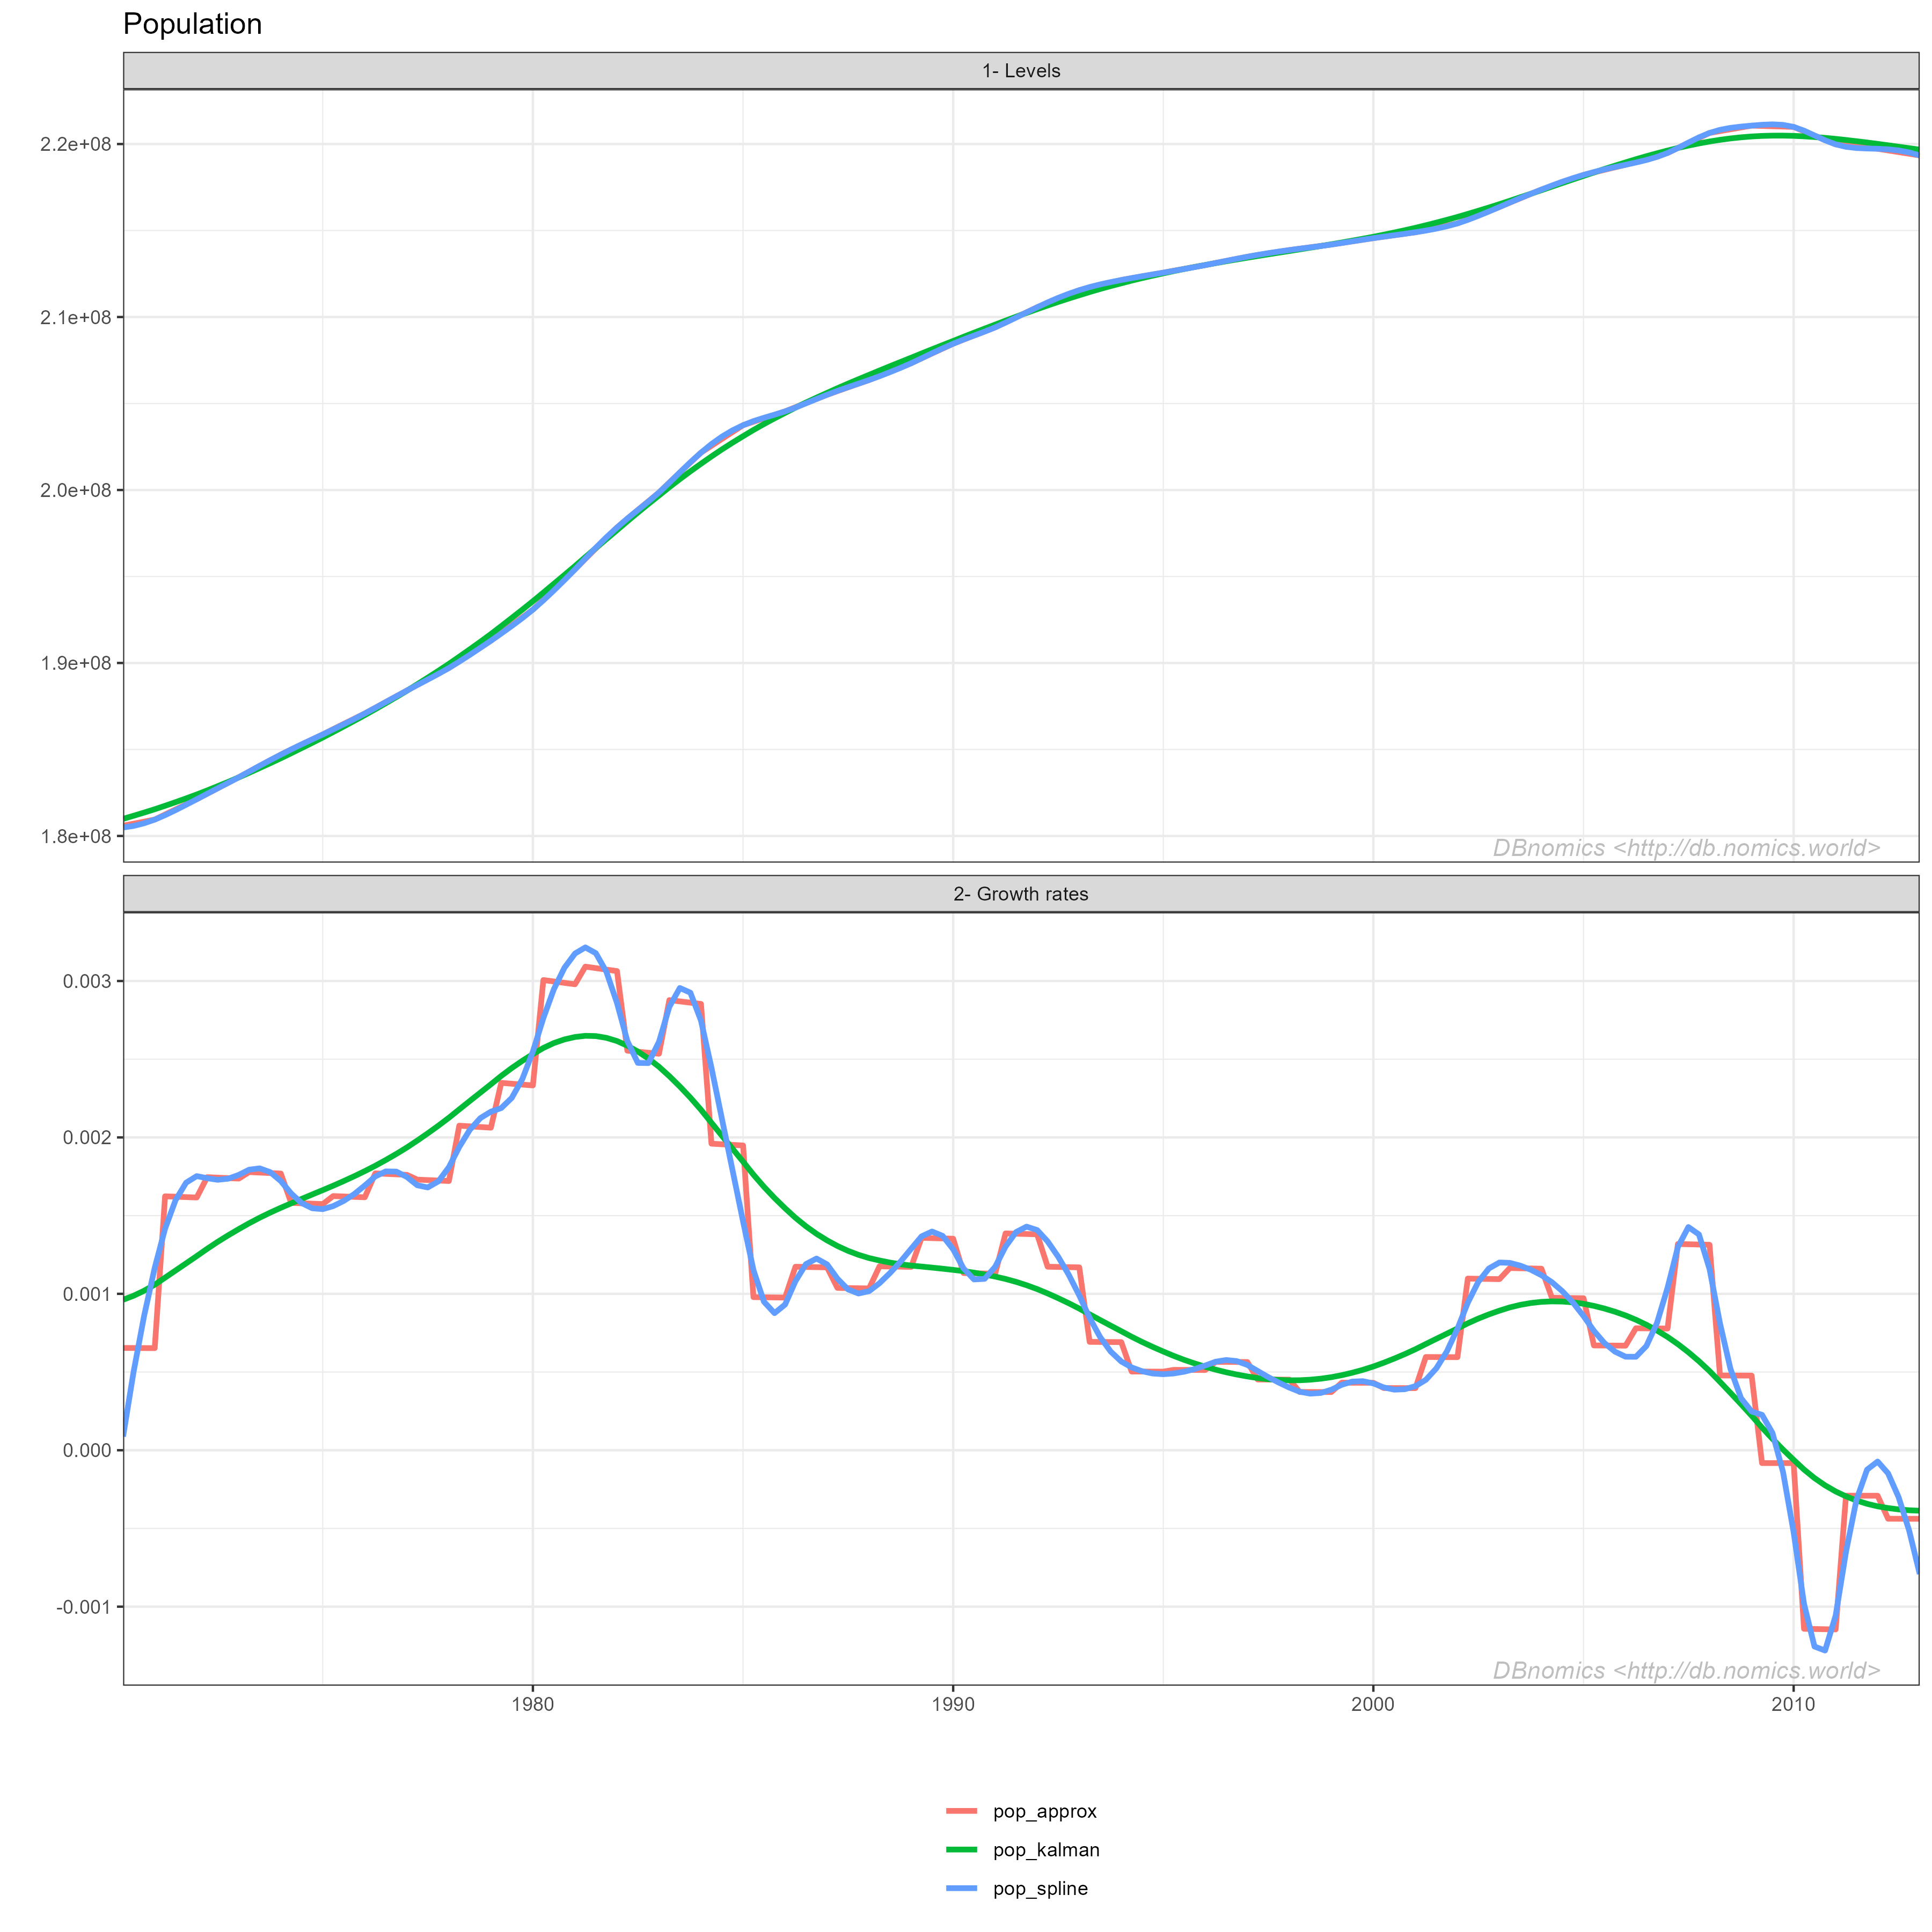 Population
1- Levels
2.2e+08
2.1e+08
2.0e+08
1.9e+08
1.8e+08
DBnomics <http://db.nomics.world>
2- Growth rates
0.003
0.002
0.001
0.000
-0.001
DBnomics <http://db.nomics.world>
1980 1990 2000 2010
pop_approx
pop_kalman
pop_spline